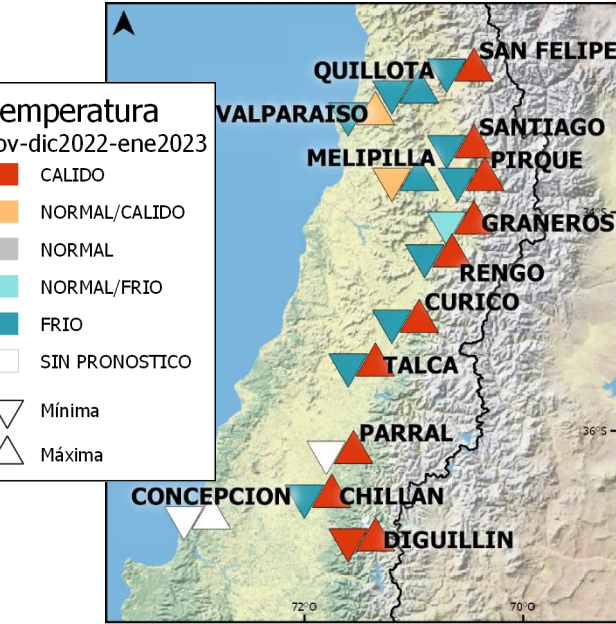 emperatura
ov-dic2022-ene2023
CALIDO
NORMAL/CALIDO
NORMAL
NORMAL/FRIO
FRIO
SIN PRONOSTICO
Mínima
Máxima
SAN FELIPE
QUILLOTA
VALPARAISO
SANTIAGO
MELIPILLA
PIRQUE
GRANEROS
RENGO
CURICO
TALCA
36°S
PARRAL
CONCEPCION
CHILLAN
DIGUILLIN
72°O
70°O